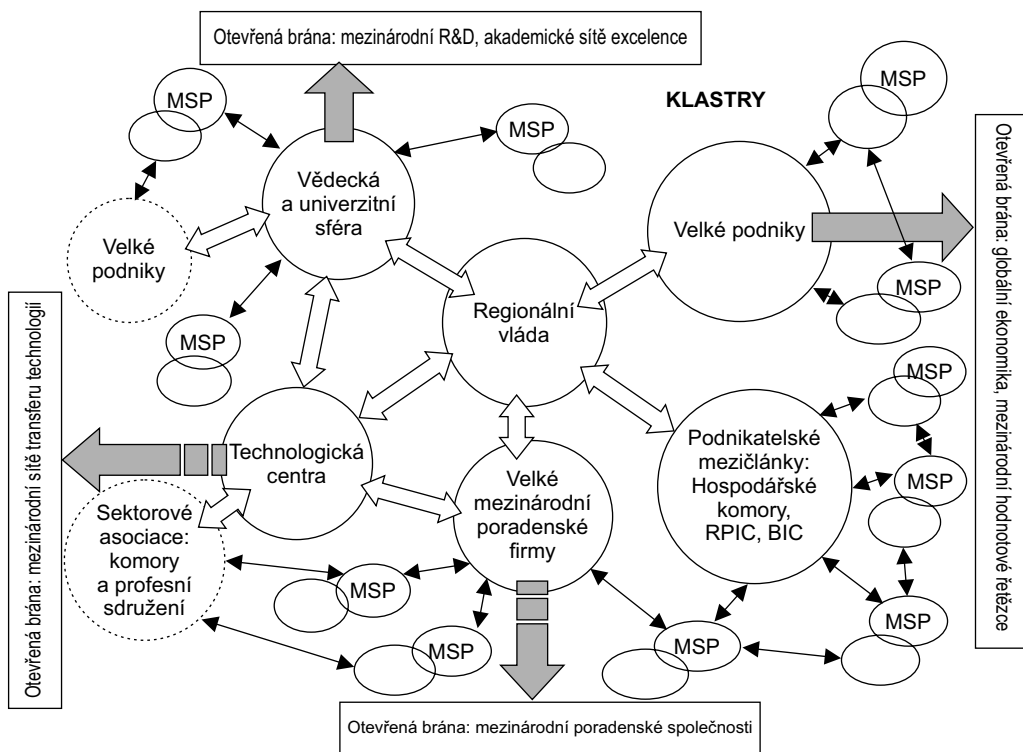 Otevřená brána: mezinárodní R&D, akademické sítě excelence
KLASTRY
MSP
MSP
MSP
Vědecká
a univerzitní
sféra
Velké
podniky
Velké podniky
MSP
MSP
Regionální
vláda
MSP
Technologická
centra
Velké
mezinárodní
poradenské
firmy
Podnikatelské
mezičlánky:
Hospodářské
komory,
RPIC, BIC
MSP
Sektorové
asociace:
komory
a profesní
sdružení
MSP
MSP
MSP
MSP
Otevřená brána: mezinárodní sítě transferu technologii
Otevřená brána: globální ekonomika, mezinárodní hodnotové řetězce
Otevřená brána: mezinárodní poradenské společnosti